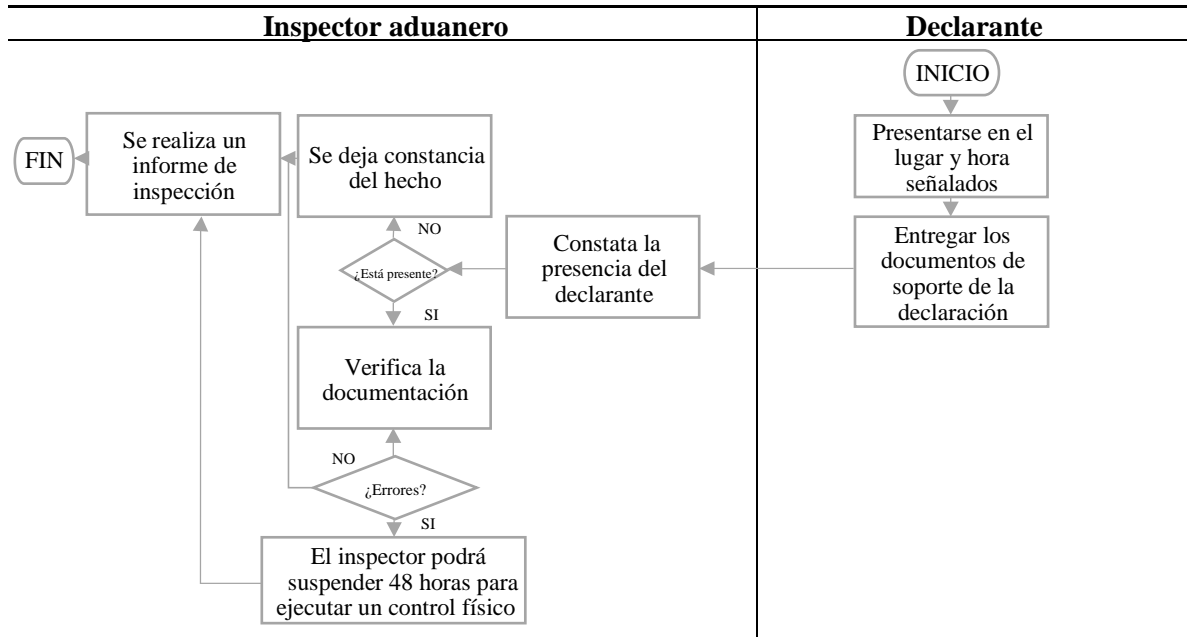 Inspector aduanero
Declarante
INICIO
Presentarse en el
lugar y hora
señalados
Entregar los
documentos de
soporte de la
declaración
Constata la
presencia del
declarante
¿Está presente?
NO
Se deja constancia
del hecho
SI
Verifica la
documentación
¿Errores?
NO
SI
El inspector podrá
suspender 48 horas para
ejecutar un control físico
Se realiza un
informe de
inspección
FIN